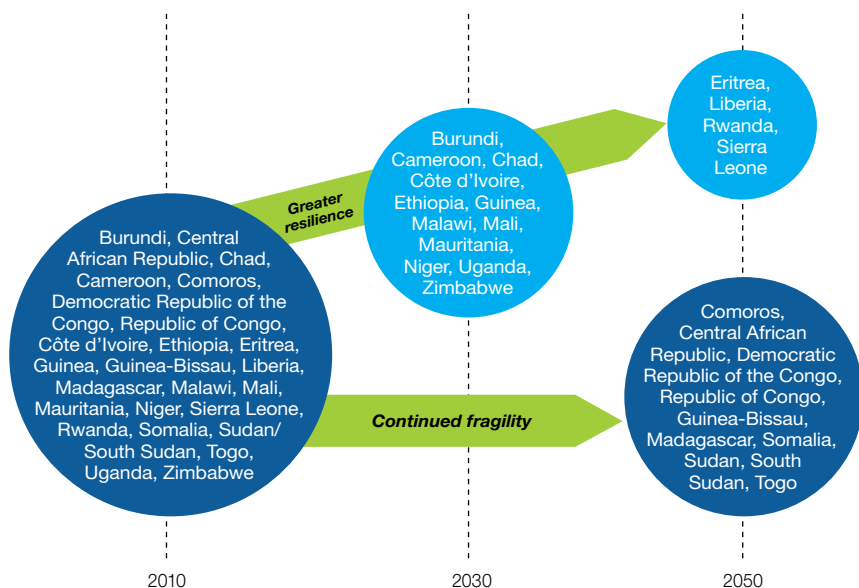 Burundi, Central
African Republic, Chad,
Cameroon, Comoros,
Democratic Republic of the
Congo, Republic of Congo,
Côte d’Ivoire, Ethiopia, Eritrea,
Guinea, Guinea-Bissau, Liberia,
Madagascar, Malawi, Mali,
Mauritania, Niger, Sierra Leone,
Rwanda, Somalia, Sudan/
South Sudan, Togo,
Uganda, Zimbabwe
Greater
resilience
Burundi,
Cameroon, Chad,
Côte d’Ivoire,
Ethiopia, Guinea,
Malawi, Mali,
Mauritania,
Niger, Uganda,
Zimbabwe
Eritrea,
Liberia,
Rwanda,
Sierra
Leone
Continued fragility
Comoros,
Central African
Republic, Democratic
Republic of the Congo,
Republic of Congo,
Guinea-Bissau,
Madagascar, Somalia,
Sudan, South
Sudan, Togo
2010
2030
2050